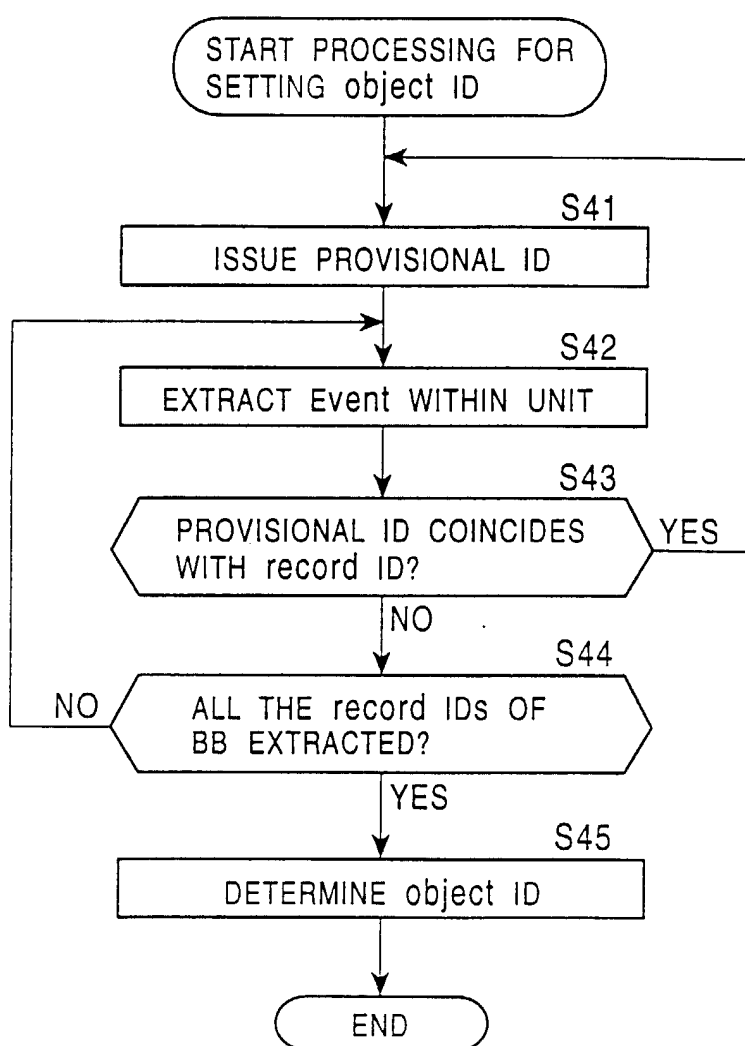 START PROCESSING FOR
SETTING object ID
S41
ISSUE PROVISIONAL ID
S42
EXTRACT Event WITHIN UNIT
S43
PROVISIONAL ID COINCIDES
WITH record ID?
YES
NO
S44
NO
ALL THE record IDs OF
BB EXTRACTED?
YES
S45
DETERMINE object ID
END